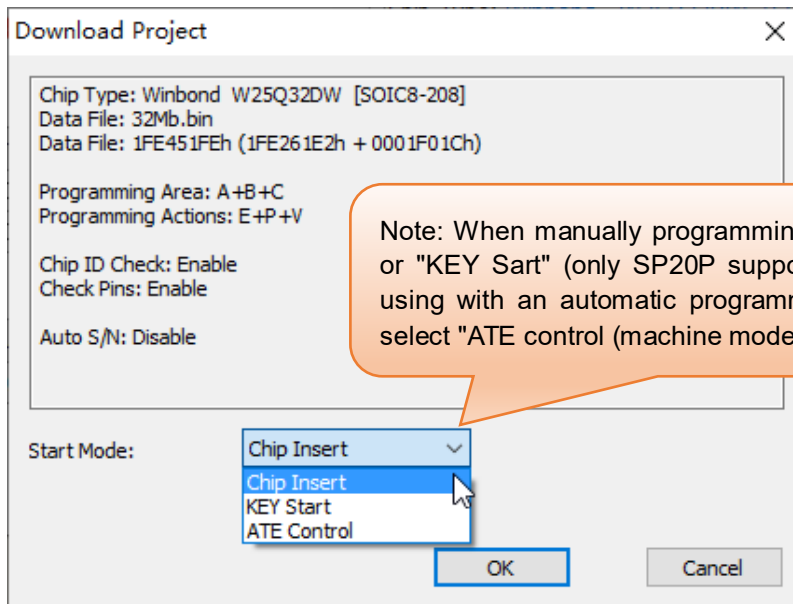 Download Project
Chip Type: Winbond W25Q32DW [SOIC8-208]
Data File: 32Mb.bin
Data File: 1FE451FEh (1FE261E2h + 0001F01Ch)
Programming Area: A+B+C
Programming Actions: E+P+V
Chip ID Check: Enable
Check Pins: Enable
Auto S/N: Disable
Note: When manually programmin
or "KEY Sart" (only SP20P suppo
using with an automatic programr
select "ATE control (machine mode
Start Mode:
Chip Insert
Chip Insert
KEY Start
ATE Control
OK
Cancel